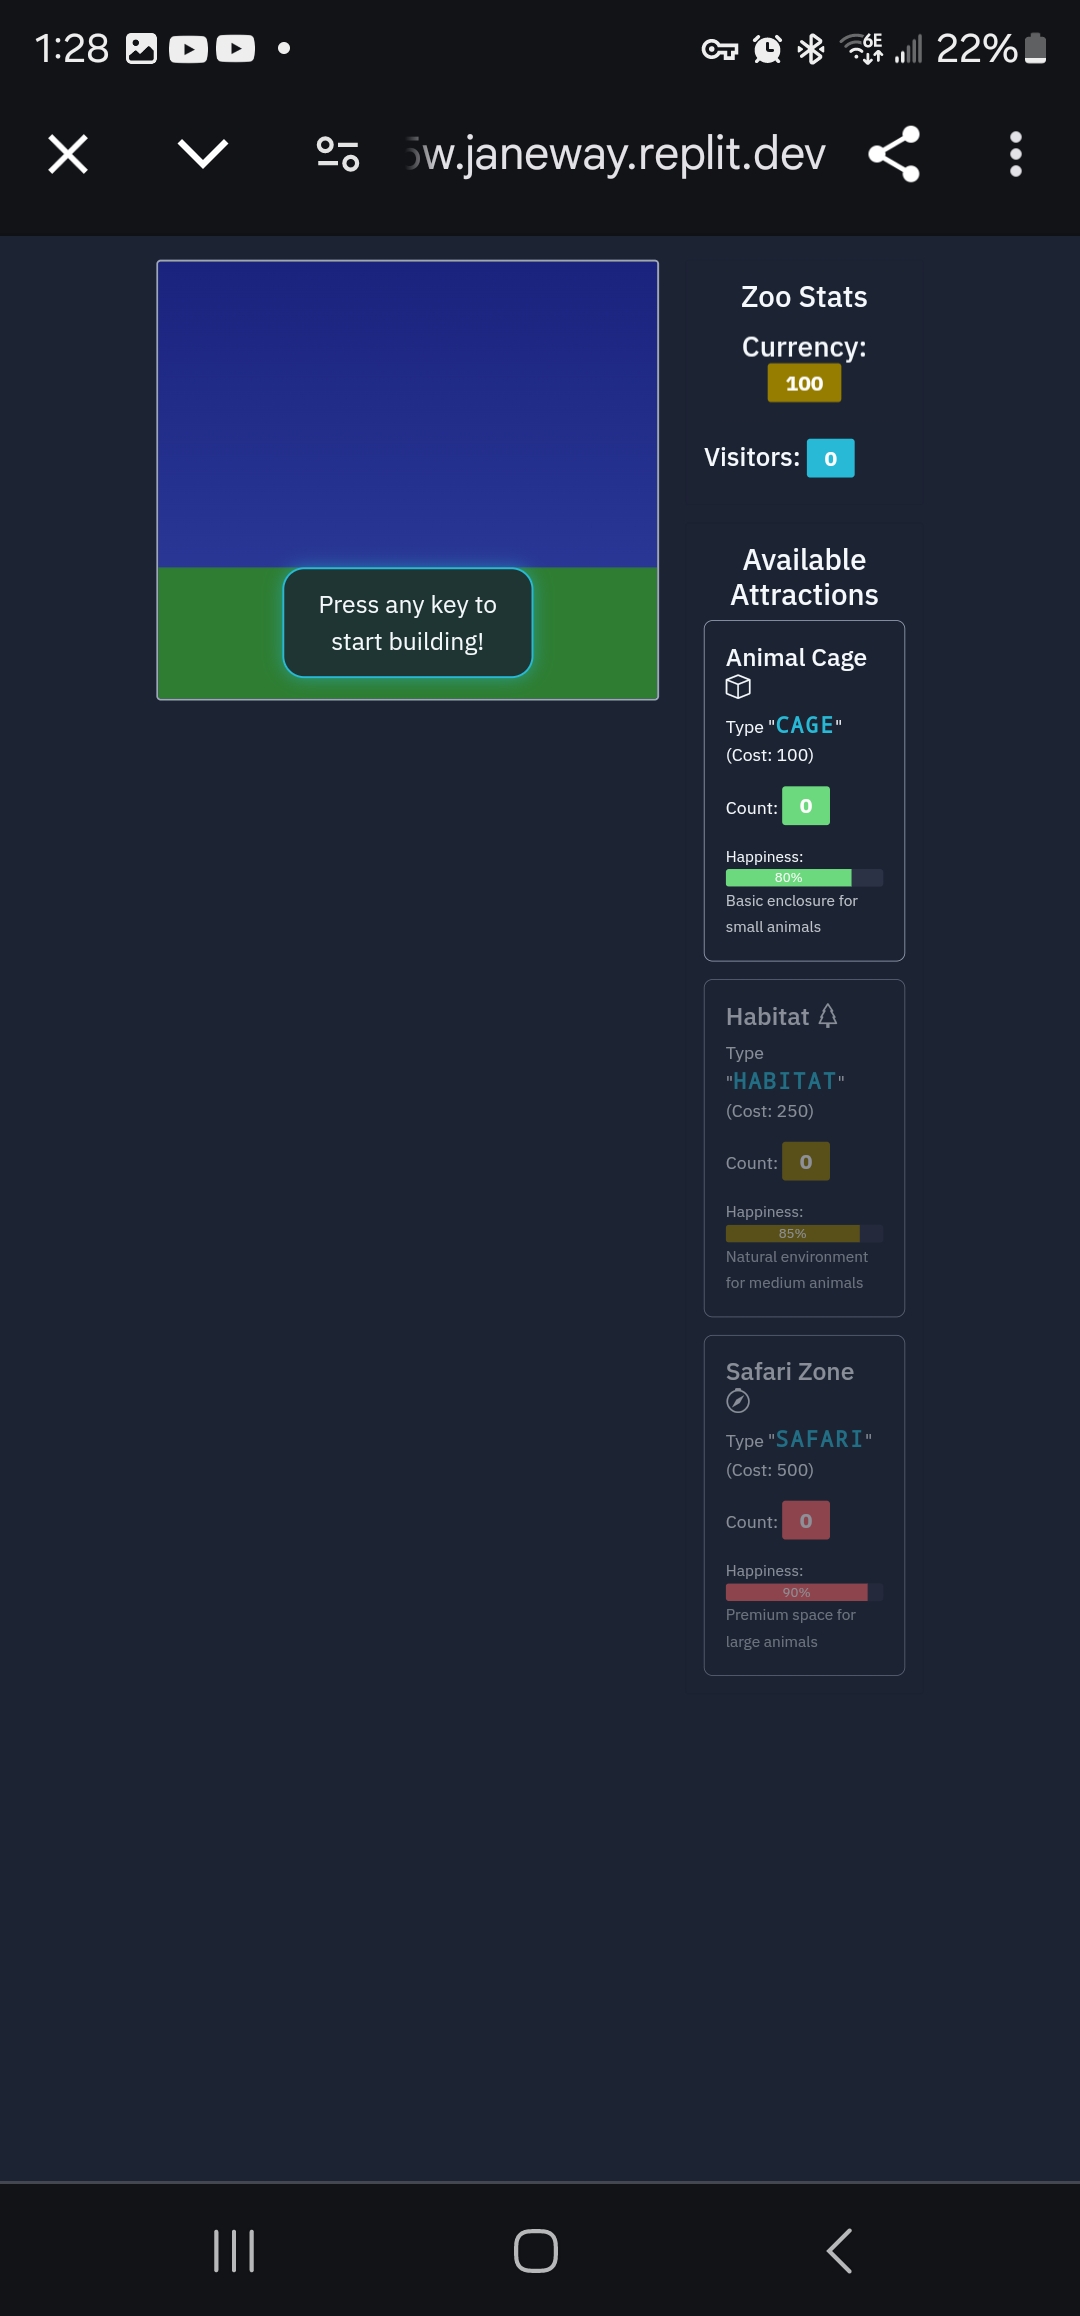 1:28
6E
22%
5w.janeway.replit.dev
Press any key to
start building!
Zoo Stats
Currency:
100
Visitors: 0
Available
Attractions
Animal Cage
Type "CAGE"
(Cost: 100)
Count: 0
Happiness:
80%
Basic enclosure for
small animals
Habitat
Type
"HABITAT"
(Cost: 250)
Count: 0
Happiness:
85%
Natural environment
for medium animals
Safari Zone
Type "SAFARI"
(Cost: 500)
Count: 0
Happiness:
90%
Premium space for
large animals